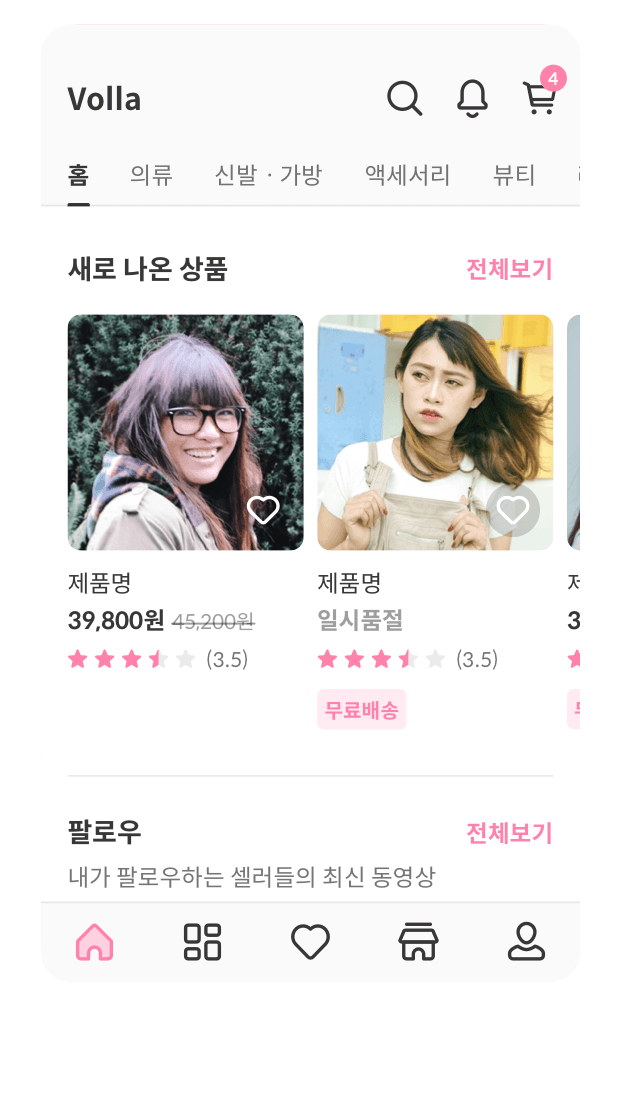 Volla
4
홈 의류 신발 · 가방 액세서리 뷰티
새로 나온 상품 전체보기
제품명 제품명
39,800원 45,200원 일시품절 3
(3.5) (3.5)
무료배송
팔로우 전체보기
내가 팔로우하는 셀러들의 최신 동영상